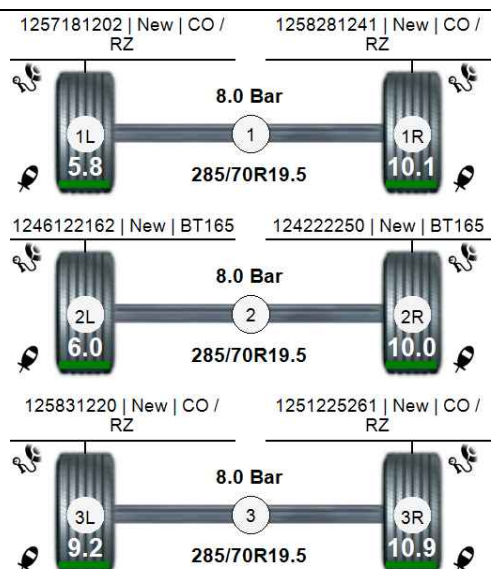 1257181202 | New | CO /
RZ
1258281241 | New | CO /
RZ
8.0 Bar
1L
1
1R
5.8
10.1
285/70R19.5
1246122162 | New | BT165
124222250 | New | BT165
8.0 Bar
2L
2
2R
6.0
10.0
285/70R19.5
125831220 | New | CO /
RZ
1251225261 | New | CO /
RZ
8.0 Bar
3L
3
3R
9.2
10.9
285/70R19.5